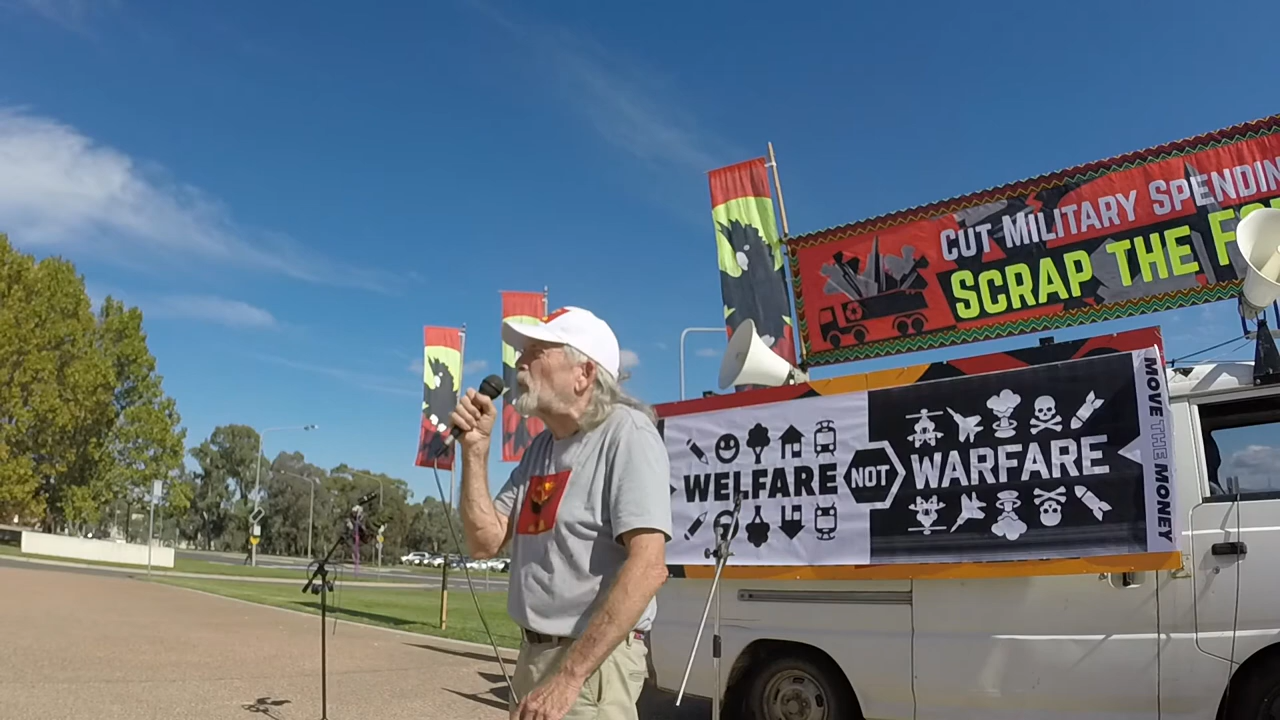 CUT MILITARY SPENDIN
SCRAP THE F
WELFARE NOT WARFARE
MOVE THE MONEY